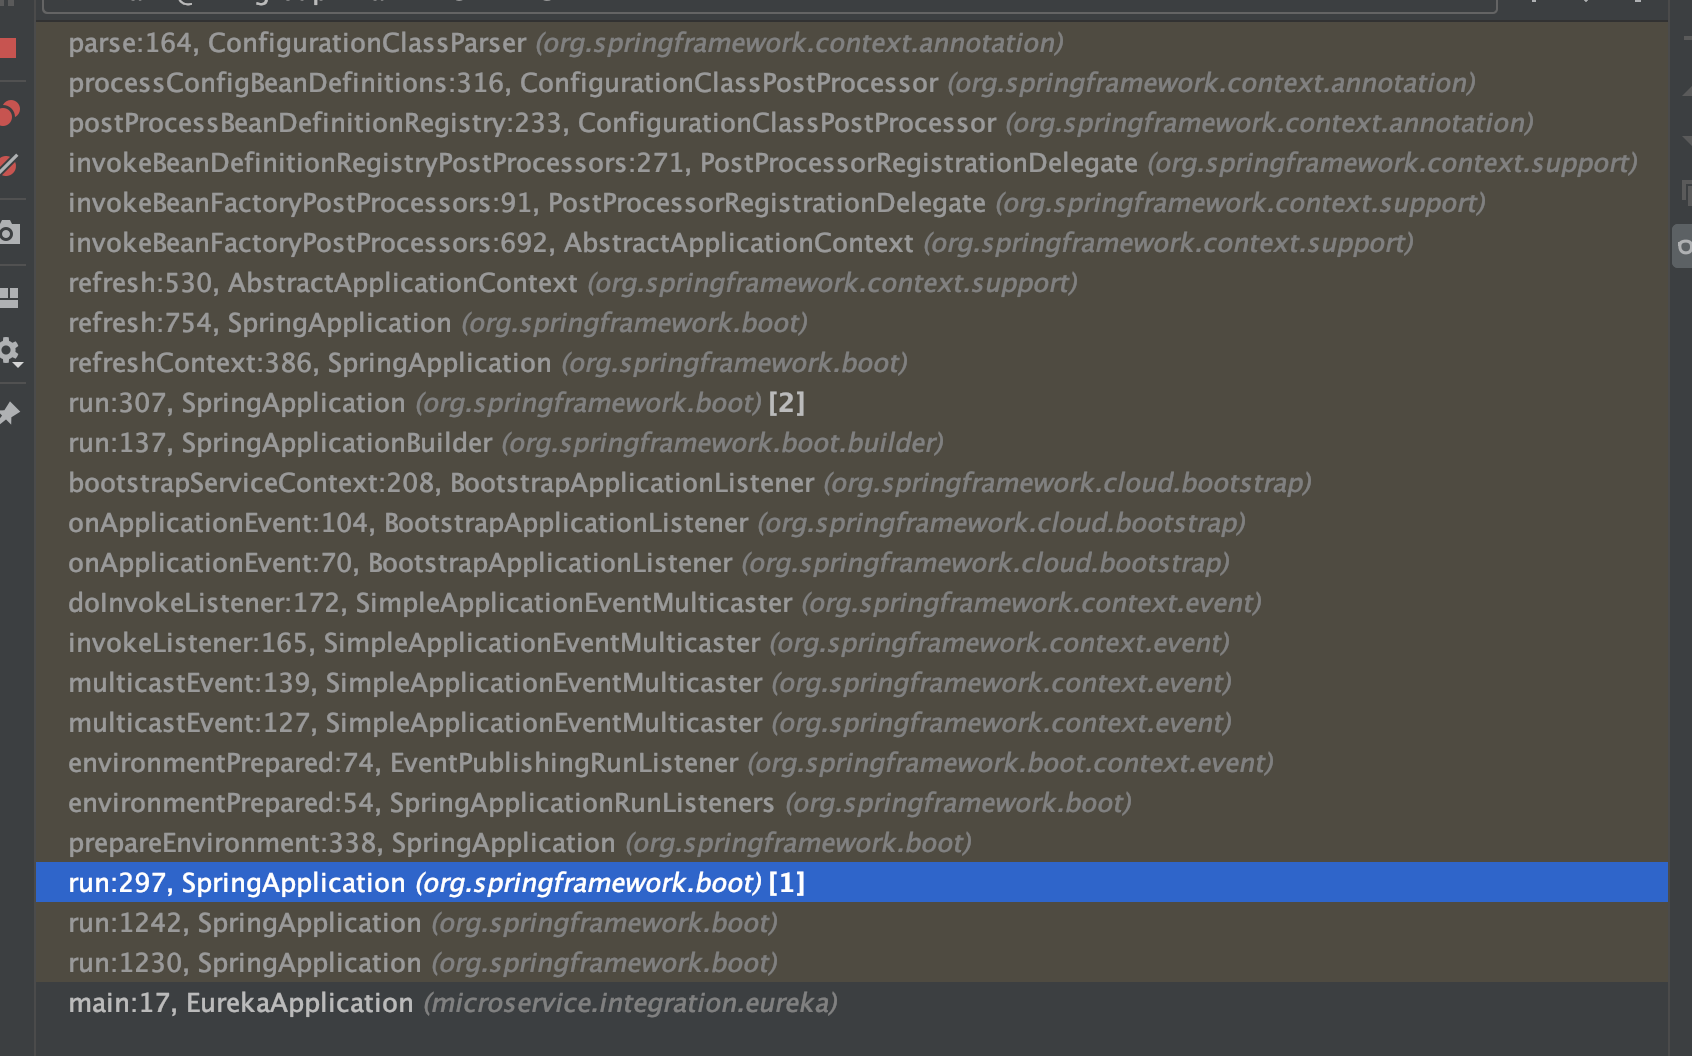 parse:164, ConfigurationClassParser (org.springframework.context.annotation)
processConfigBeanDefinitions:316, ConfigurationClassPostProcessor (org.springframework.context.annotation)
postProcessBeanDefinitionRegistry:233, ConfigurationClassPostProcessor (org.springframework.context.annotation)
invokeBeanDefinitionRegistryPostProcessors:271, PostProcessorRegistrationDelegate (org.springframework.context.support)
invokeBeanFactoryPostProcessors:91, PostProcessorRegistrationDelegate (org.springframework.context.support)
invokeBeanFactoryPostProcessors:692, AbstractApplicationContext (org.springframework.context.support)
refresh:530, AbstractApplicationContext (org.springframework.context.support)
refresh:754, SpringApplication (org.springframework.boot)
refreshContext:386, SpringApplication (org.springframework.boot)
run:307, SpringApplication (org.springframework.boot) [2]
run:137, SpringApplicationBuilder (org.springframework.boot.builder)
bootstrapServiceContext:208, BootstrapApplicationListener (org.springframework.cloud.bootstrap)
onApplicationEvent:104, BootstrapApplicationListener (org.springframework.cloud.bootstrap)
onApplicationEvent:70, BootstrapApplicationListener (org.springframework.cloud.bootstrap)
doInvokeListener:172, SimpleApplicationEventMulticaster (org.springframework.context.event)
invokeListener:165, SimpleApplicationEventMulticaster (org.springframework.context.event)
multicastEvent:139, SimpleApplicationEventMulticaster (org.springframework.context.event)
multicastEvent:127, SimpleApplicationEventMulticaster (org.springframework.context.event)
environmentPrepared:74, EventPublishingRunListener (org.springframework.boot.context.event)
environmentPrepared:54, SpringApplicationRunListeners (org.springframework.boot)
prepareEnvironment:338, SpringApplication (org.springframework.boot)
run:297, SpringApplication (org.springframework.boot) [1]
run:1242, SpringApplication (org.springframework.boot)
run:1230, SpringApplication (org.springframework.boot)
main:17, EurekaApplication (microservice.integration.eureka)